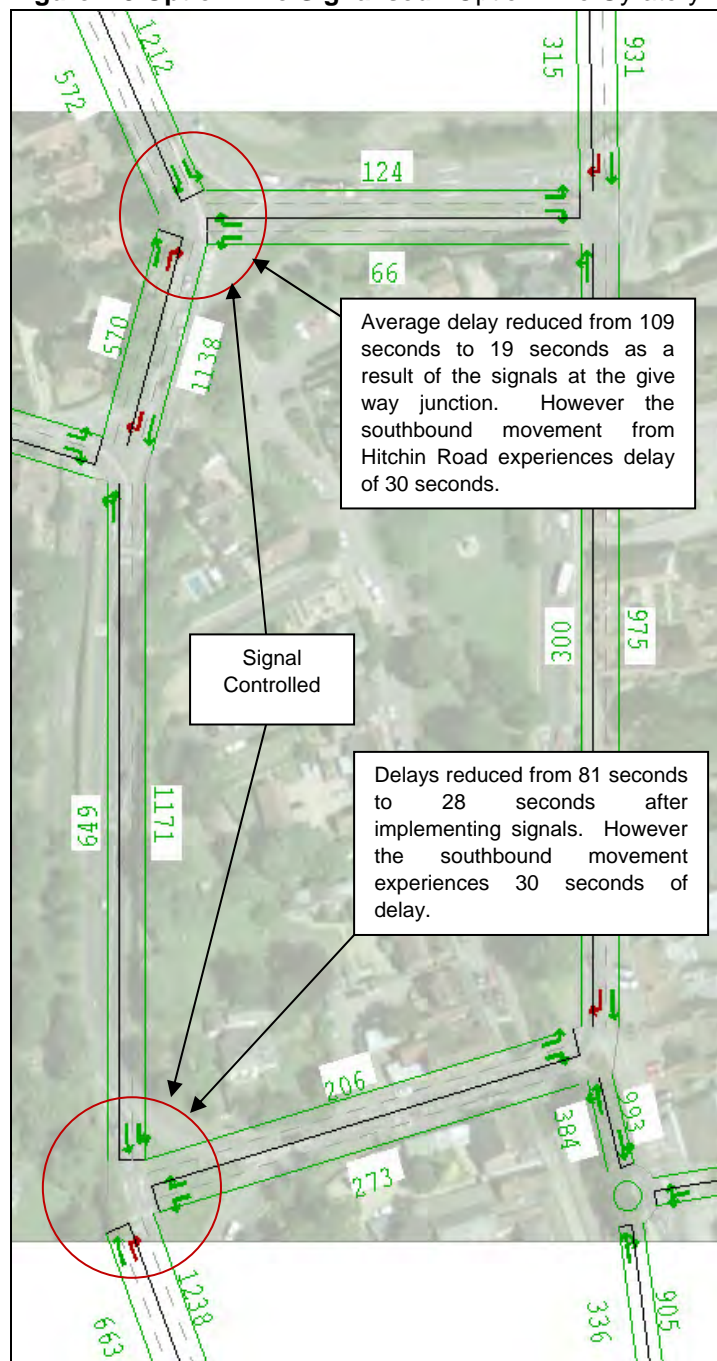 1212
572
315
931
124
66
570
1138
Average delay reduced from 109
seconds to 19 seconds as a
result of the signals at the give
way junction. However the
southbound movement from
Hitchin Road experiences delay
of 30 seconds.
300
975
Signal
Controlled
649
1171
Delays reduced from 81 seconds
to 28 seconds after
implementing signals. However
the southbound movement
experiences 30 seconds of
delay.
206
273
384
993
1238
663
336
905